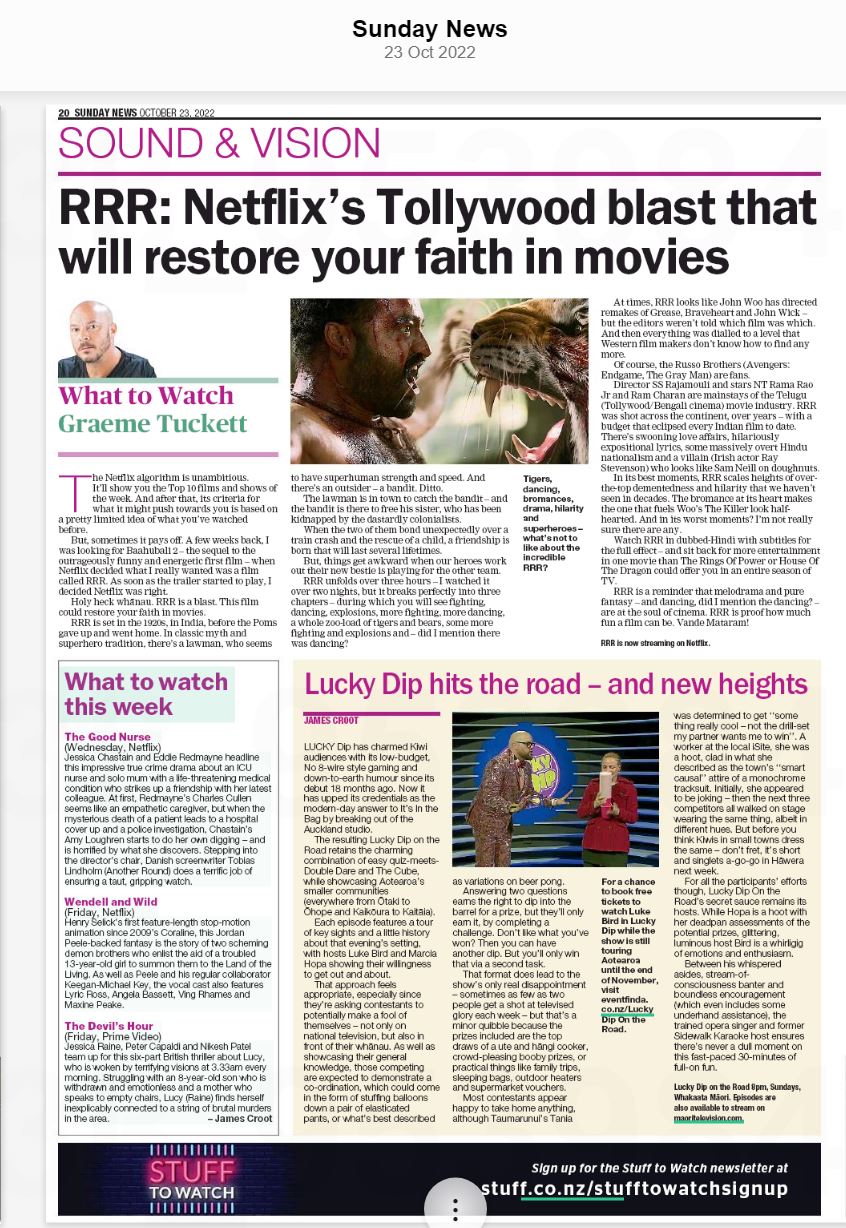 Sunday News
23 Oct 2022
20 SUNDAY NEWS OCTOBER 23, 2022
SOUND & VISION
RRR: Netflix's Tollywood blast that
will restore your faith in movies
What to Watch
Graeme Tuckett
The Netflix algorithm is unambitious.
It'll show you the Top 10 films and shows of
the week. And after that, its criteria for
what it might push towards you is based on
a pretty limited idea of what you've watched
before.
But, sometimes it pays off. A few weeks back, I
was looking for Baahubali 2 – the sequel to the
outrageously funny and energetic first film – when
Netflix decided what I really wanted was a film
called RRR. As soon as the trailer started to play, I
decided Netflix was right.
Holy heck whānau. RRR is a blast. This film
could restore your faith in movies.
RRR is set in the 1920s, in India, before the Poms
gave up and went home. In classic myth and
superhero tradition, there's a lawman, who seems
to have superhuman strength and speed. And
there's an outsider – a bandit. Ditto.
The lawman is in town to catch the bandit – and
the bandit is there to free his sister, who has been
kidnapped by the dastardly colonialists.
When the two of them bond unexpectedly over a
train crash and the rescue of a child, a friendship is
born that will last several lifetimes.
But, things get awkward when our heroes work
out their new bestie is playing for the other team.
RRR unfolds over three hours – I watched it
over two nights, but it breaks perfectly into three
chapters – during which you will see fighting,
dancing, explosions, more fighting, more dancing,
a whole zoo-load of tigers and bears, some more
fighting and explosions and – did I mention there
was dancing?
Tigers,
dancing,
bromances,
drama, hilarity
and
superheroes –
what's not to
like about the
incredible
RRR?
At times, RRR looks like John Woo has directed
remakes of Grease, Braveheart and John Wick –
but the editors weren't told which film was which.
And then everything was dialled to a level that
Western film makers don't know how to find any
more.
Of course, the Russo Brothers (Avengers:
Endgame, The Gray Man) are fans.
Director SS Rajamouli and stars NT Rama Rao
Jr and Ram Charan are mainstays of the Telugu
(Tollywood/Bengali cinema) movie industry. RRR
was shot across the continent, over years – with a
budget that eclipsed every Indian film to date.
There's swooning love affairs, hilariously
expositional lyrics, some massively overt Hindu
nationalism and a villain (Irish actor Ray
Stevenson) who looks like Sam Neill on doughnuts.
In its best moments, RRR scales heights of over-
the-top dementedness and hilarity that we haven't
seen in decades. The bromance at its heart makes
the one that fuels Woo's The Killer look half-
hearted. And in its worst moments? I'm not really
sure there are any.
Watch RRR in dubbed-Hindi with subtitles for
the full effect – and sit back for more entertainment
in one movie than The Rings Of Power or House Of
The Dragon could offer you in an entire season of
TV.
RRR is a reminder that melodrama and pure
fantasy – and dancing, did I mention the dancing? –
are at the soul of cinema. RRR is proof how much
fun a film can be. Vande Mataram!
RRR is now streaming on Netflix.
What to watch
this week
The Good Nurse
(Wednesday, Netflix)
Jessica Chastain and Eddie Redmayne headline
this impressive true crime drama about an ICU
nurse and solo mum with a life-threatening medical
condition who strikes up a friendship with her latest
colleague. At first, Redmayne's Charles Cullen
seems like an empathetic caregiver, but when the
mysterious death of a patient leads to a hospital
cover up and a police investigation, Chastain's
Amy Loughren starts to do her own digging – and
is horrified by what she discovers. Stepping into
the director's chair, Danish screenwriter Tobias
Lindholm (Another Round) does a terrific job of
ensuring a taut, gripping watch.
Wendell and Wild
(Friday, Netflix)
Henry Selick's first feature-length stop-motion
animation since 2009's Coraline, this Jordan
Peele-backed fantasy is the story of two scheming
demon brothers who enlist the aid of a troubled
13-year-old girl to summon them to the Land of the
Living. As well as Peele and his regular collaborator
Keegan-Michael Key, the vocal cast also features
Lyric Ross, Angela Bassett, Ving Rhames and
Maxine Peake.
The Devil's Hour
(Friday, Prime Video)
Jessica Raine, Peter Capaldi and Nikesh Patel
team up for this six-part British thriller about Lucy,
who is woken by terrifying visions at 3.33am every
morning. Struggling with an 8-year-old son who is
withdrawn and emotionless and a mother who
speaks to empty chairs, Lucy (Raine) finds herself
inexplicably connected to a string of brutal murders
in the area. – James Croot
Lucky Dip hits the road – and new heights
JAMES CROOT
LUCKY Dip has charmed Kiwi
audiences with its low-budget,
No 8-wire style gaming and
down-to-earth humour since its
debut 18 months ago. Now it
has upped its credentials as the
modern-day answer to It's in the
Bag by breaking out of the
Auckland studio.
The resulting Lucky Dip on the
Road retains the charming
combination of easy quiz-meets-
Double Dare and The Cube,
while showcasing Aotearoa's
smaller communities
(everywhere from Ōtaki to
Ōhope and Kaikōura to Kaitāia).
Each episode features a tour
of key sights and a little history
about that evening's setting,
with hosts Luke Bird and Marcia
Hopa showing their willingness
to get out and about.
That approach feels
appropriate, especially since
they're asking contestants to
potentially make a fool of
themselves – not only on
national television, but also in
front of their whānau. As well as
showcasing their general
knowledge, those competing
are expected to demonstrate a
co-ordination, which could come
in the form of stuffing balloons
down a pair of elasticated
pants, or what's best described
KY
as variations on beer pong.
Answering two questions
earns the right to dip into the
barrel for a prize, but they'll only
earn it, by completing a
challenge. Don't like what you've
won? Then you can have
another dip. But you'll only win
that via a second task.
That format does lead to the
show's only real disappointment
– sometimes as few as two
people get a shot at televised
glory each week – but that's a
minor quibble because the
prizes included are the top
draws of a ute and hāngi cooker,
crowd-pleasing booby prizes, or
practical things like family trips,
sleeping bags, outdoor heaters
and supermarket vouchers.
Most contestants appear
happy to take home anything,
although Taumarunui's Tania
For a chance
to book free
tickets to
watch Luke
Bird in Lucky
Dip while the
show is still
touring
Aotearoa
until the end
of November,
visit
eventfinda.
co.nz/Lucky
Dip On the
Road.
was determined to get "some
thing really cool – not the drill-set
my partner wants me to win". A
worker at the local iSite, she was
a hoot, clad in what she
described as the town's "smart
causal" attire of a monochrome
tracksuit. Initially, she appeared
to be joking – then the next three
competitors all walked on stage
wearing the same thing, albeit in
different hues. But before you
think Kiwis in small towns dress
the same – don't fret, it's short
and singlets a-go-go in Hāwera
next week.
For all the participants' efforts
though, Lucky Dip On the
Road's secret sauce remains its
hosts. While Hopa is a hoot with
her deadpan assessments of the
potential prizes, glittering,
luminous host Bird is a whirligig
of emotions and enthusiasm.
Between his whispered
asides, stream-of-
consciousness banter and
boundless encouragement
(which even includes some
underhand assistance), the
trained opera singer and former
Sidewalk Karaoke host ensures
there's never a dull moment on
this fast-paced 30-minutes of
full-on fun.
Lucky Dip on the Road 8pm, Sundays,
Whakaata Māori. Episodes are
also available to stream on
maoritelevision.com.
STUFF
TO WATCH
Sign up for the Stuff to Watch newsletter at
stuff.co.nz/stufftowatchsignup